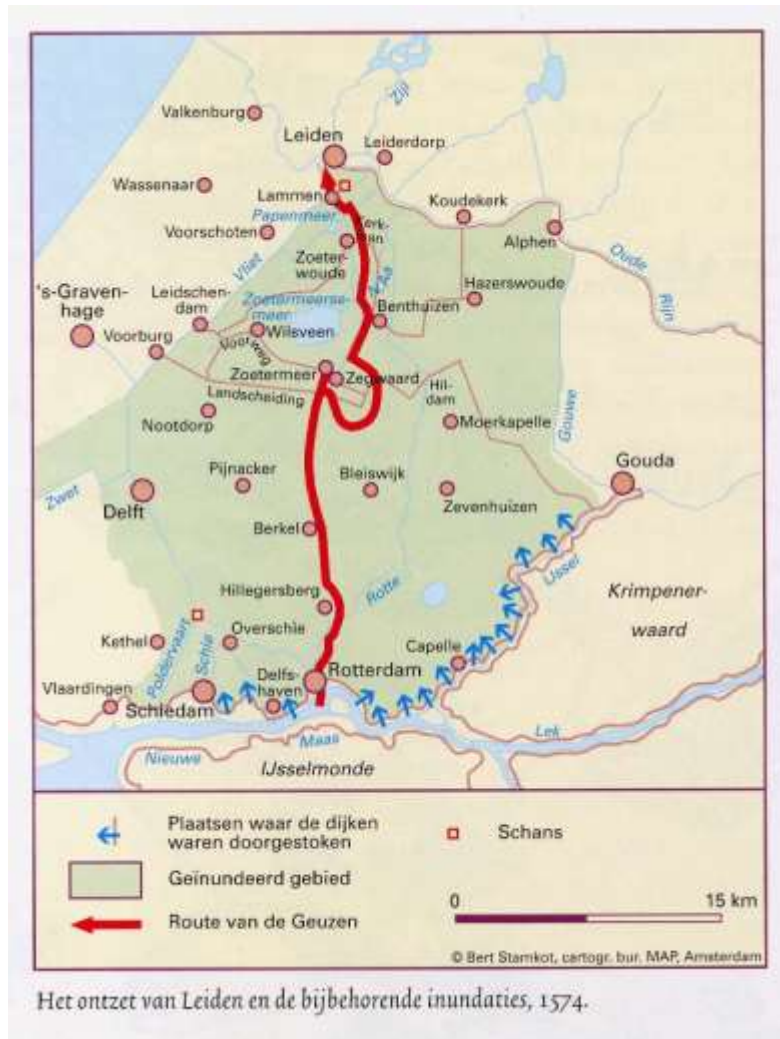 Zijl
Valkenburg
Leiden
Leiderdorp
Wassenaar
Lammen
Koudekerk
Papenmeer
Voorschoten
Alphen
Zoeter-
woude
Oude
Rijn
Vliet
Aa
Hazerswoude
's-Graven-
hage
Leidschen-
dam
Zoetermeerse-
meer
Benthuizen
Wilsveen
Voorburg
Voorweg
Zoetermeer
Zegwaard
Landscheiding
Hil-
dam
Gouwe
Nootdorp
Moerkapelle
Gouda
Pijnacker
Bleiswijk
Zwet
Delft
Zevenhuizen
Berkel
IJssel
Krimpener-
waard
Hillegersberg
Rotte
Kethel
Overschie
Poldervaart
Schie
Capelle
Delfs-
haven
Rotterdam
Vlaardingen
Schiedam
Lek
Nieuwe
Maas
IJsselmonde
Plaatsen waar de dijken
waren doorgestoken
Schans
Geïnundeerd gebied
0
15 km
Route van de Geuzen
© Bert Stamkot, cartogr. bur. MAP, Amsterdam
Het ontzet van Leiden en de bijbehorende inundaties, 1574.